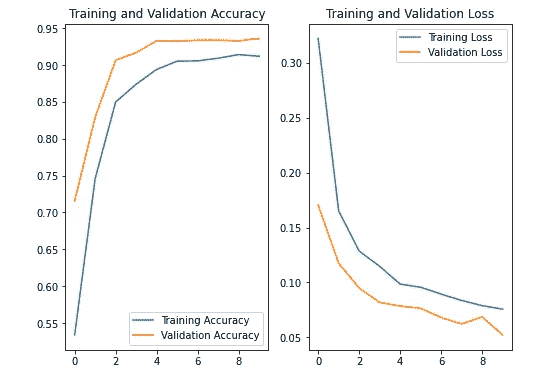 Training and Validation Accuracy
0.95
0.90
0.85
0.80
0.75
0.70
0.65
0.60
0.55
Training Accuracy
Validation Accuracy
0 2 4 6 8
Training and Validation Loss
Training Loss
Validation Loss
0.30
0.25
0.20
0.15
0.10
0.05
0 2 4 6 8